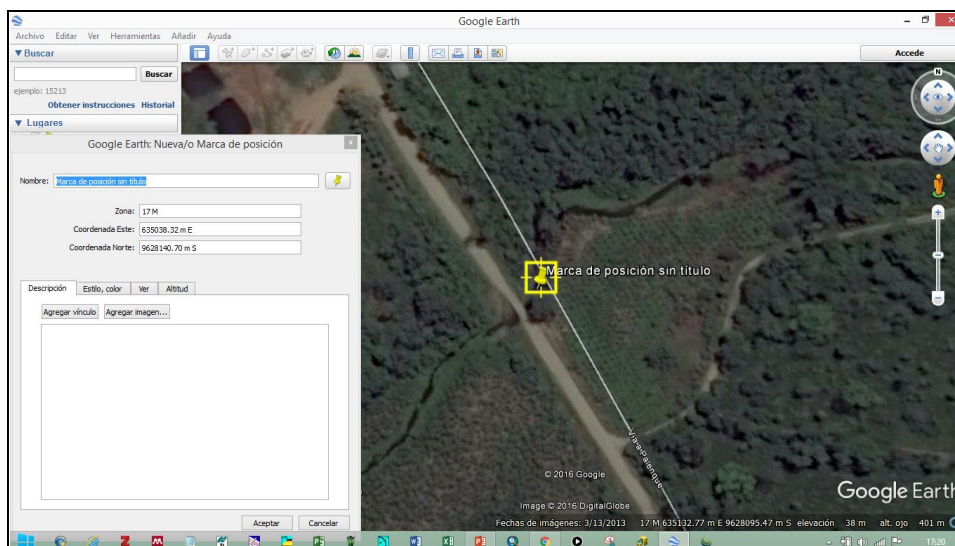 Google Earth
Archivo Editar Ver Herramientas Añadir Ayuda
Buscar
Accede
Buscar
ejemplo: 15213
Obtener instrucciones Historial
Lugares
Google Earth: Nueva/o Marca de posición
Nombre: Marca de posición sin título
Zona: 17 M
Coordenada Este: 635038.32 m E
Coordenada Norte: 9628140.70 m S
Descripción Estilo, color Ver Altitud
Agregar vínculo Agregar imagen...
Aceptar Cancelar
N
Marca de posición sin título
Via a Palenque
© 2016 Google
Image © 2016 DigitalGlobe
Google Earth
Fechas de imágenes: 3/13/2013 17 M 635132.77 m E 9628095.47 m S elevación 38 m alt. ojo 401 m
17:20